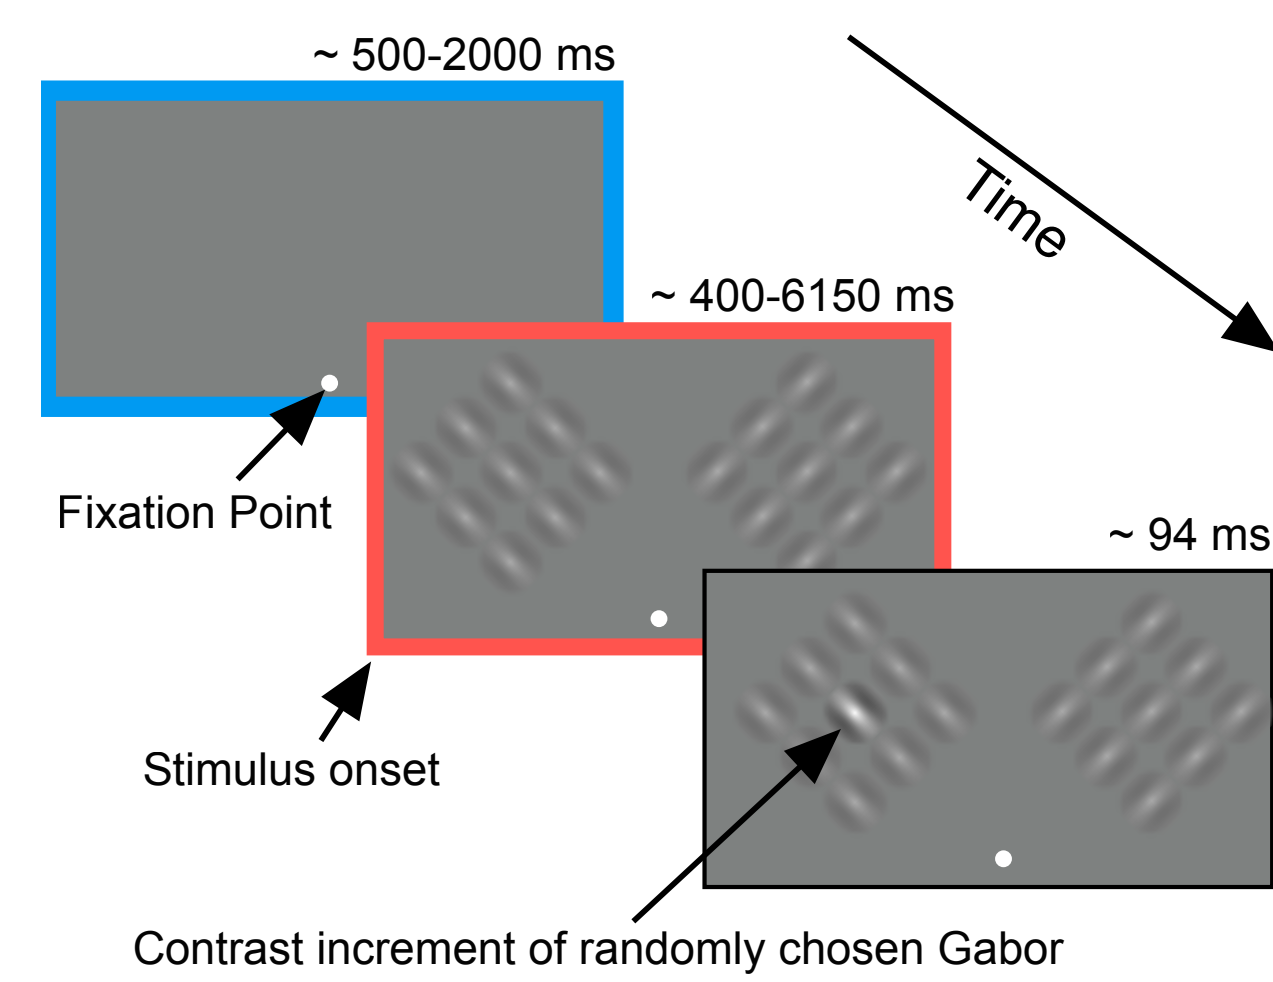 ~ 500-2000 ms
Time
~ 400-6150 ms
Fixation Point
~ 94 ms
Stimulus onset
Contrast increment of randomly chosen Gabor